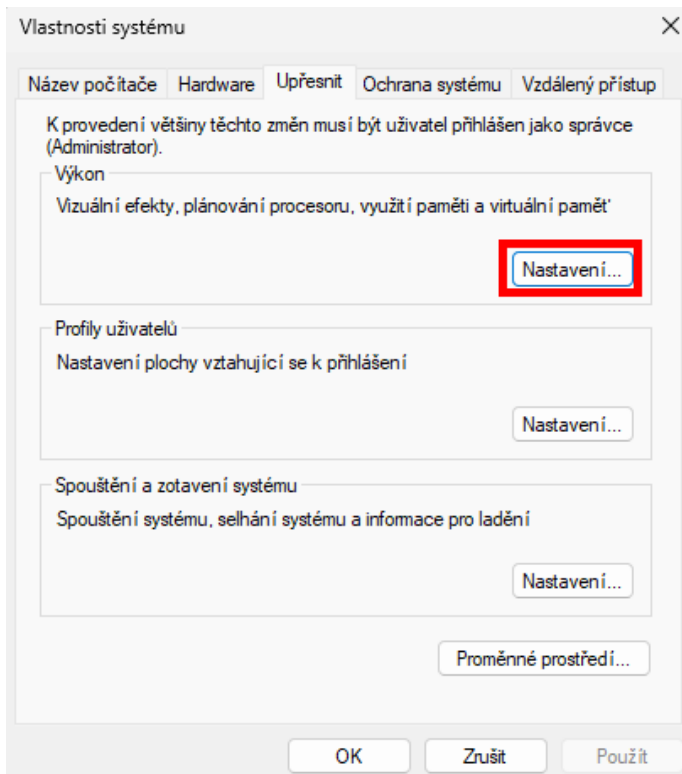 Vlastnosti systému
Název počítače Hardware Upřesnit Ochrana systému Vzdálený přístup
K provedení většiny těchto změn musí být uživatel přihlášen jako správce
(Administrator).
Výkon
Vizuální efekty, plánování procesoru, využití paměti a virtuální paměť
Nastavení...
Profily uživatelů
Nastavení plochy vztahující se k přihlášení
Nastavení...
Spouštění a zotavení systému
Spouštění systému, selhání systému a informace pro ladění
Nastavení...
Proměnné prostředí...
OK Zrušit Použít